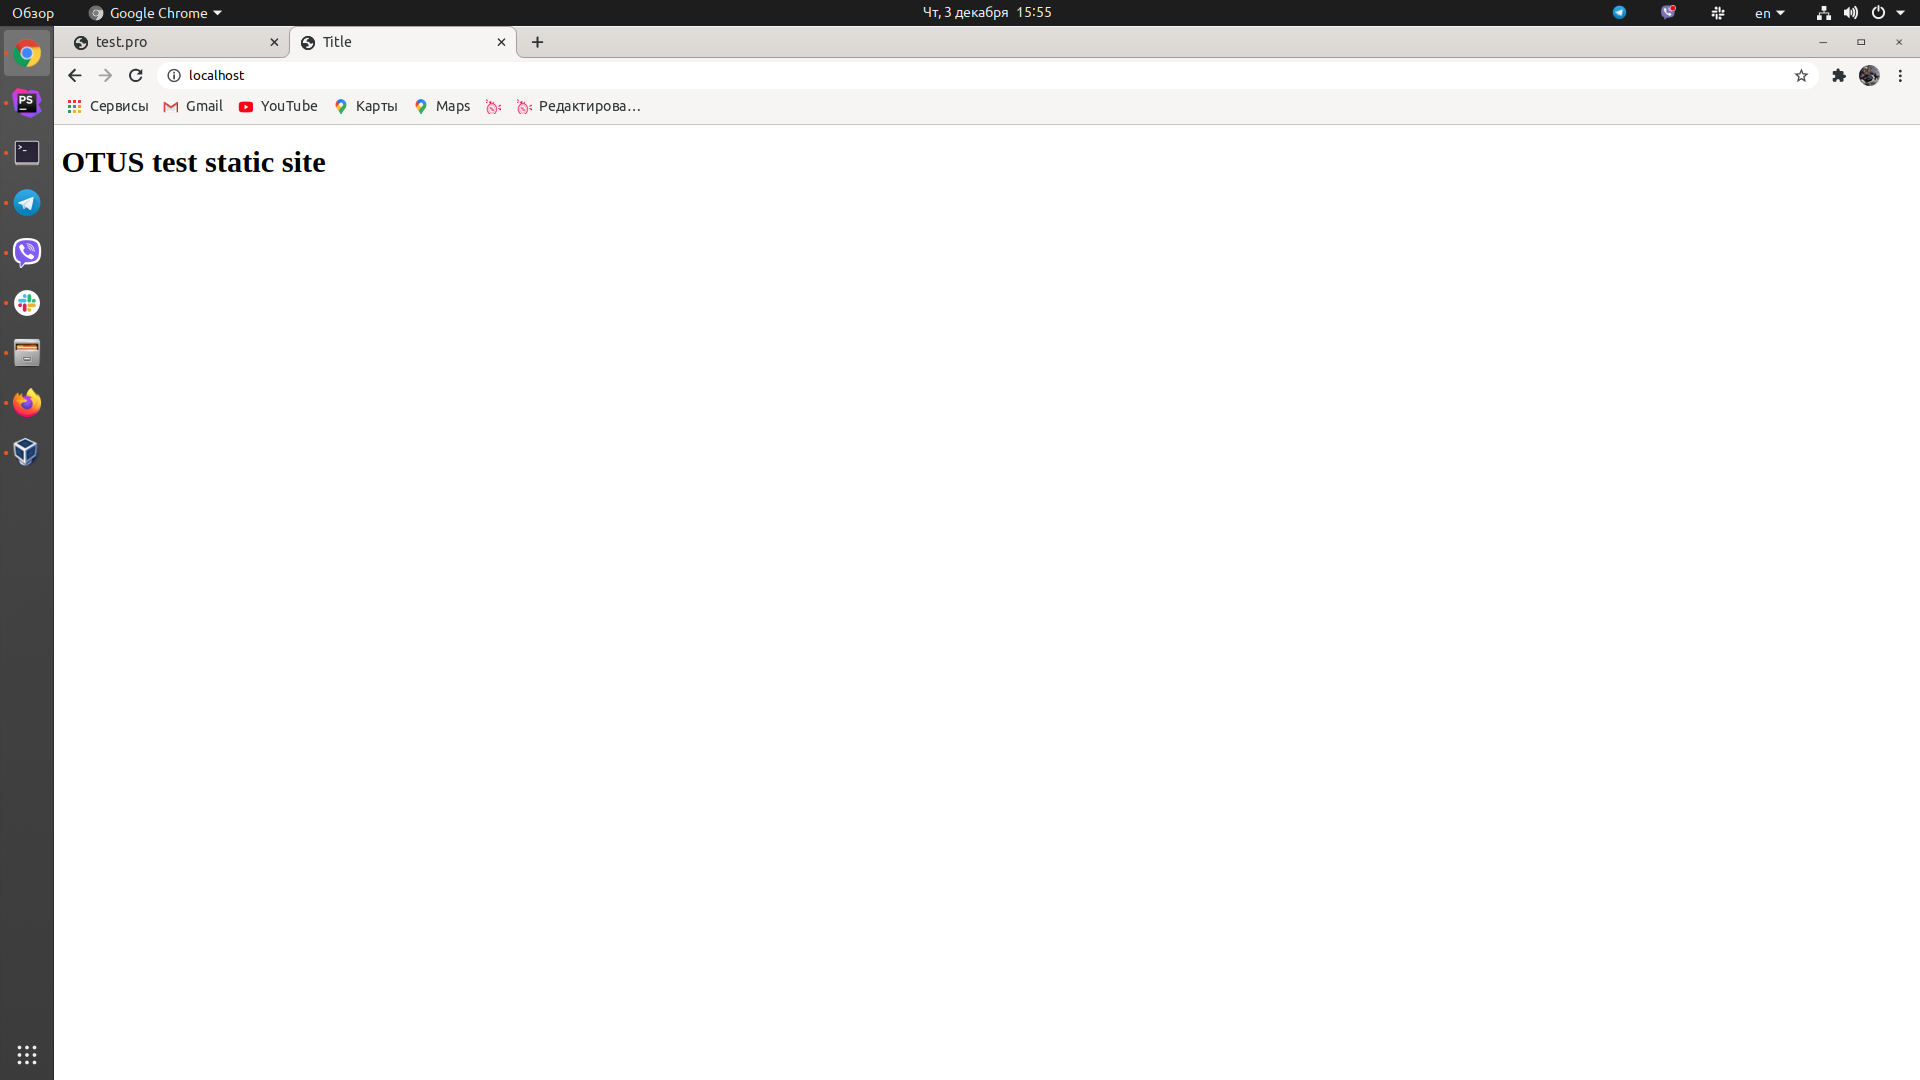 Обзор Google Chrome Чт, 3 декабря 15:55 en
test.pro Title
localhost
Сервисы Gmail YouTube Карты Maps Редактирова…
PS
OTUS test static site